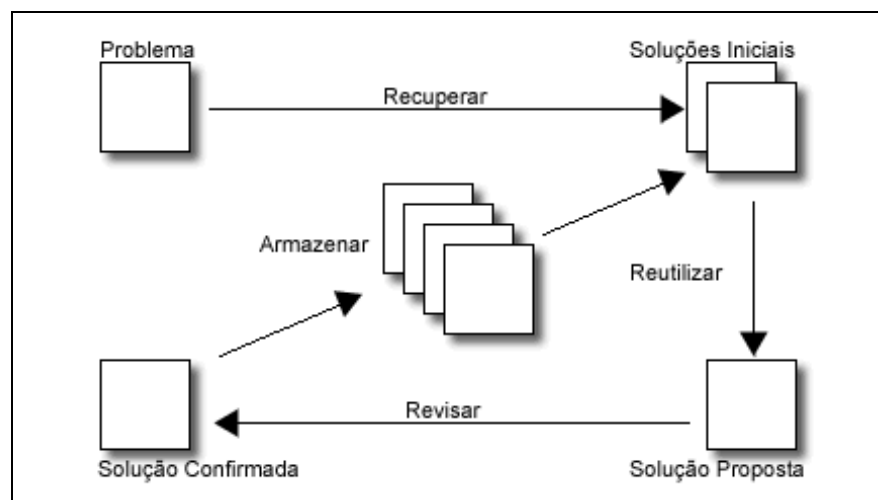 Problema
Soluções Iniciais
Recuperar
Armazenar
Reutilizar
Revisar
Solução Confirmada
Solução Proposta